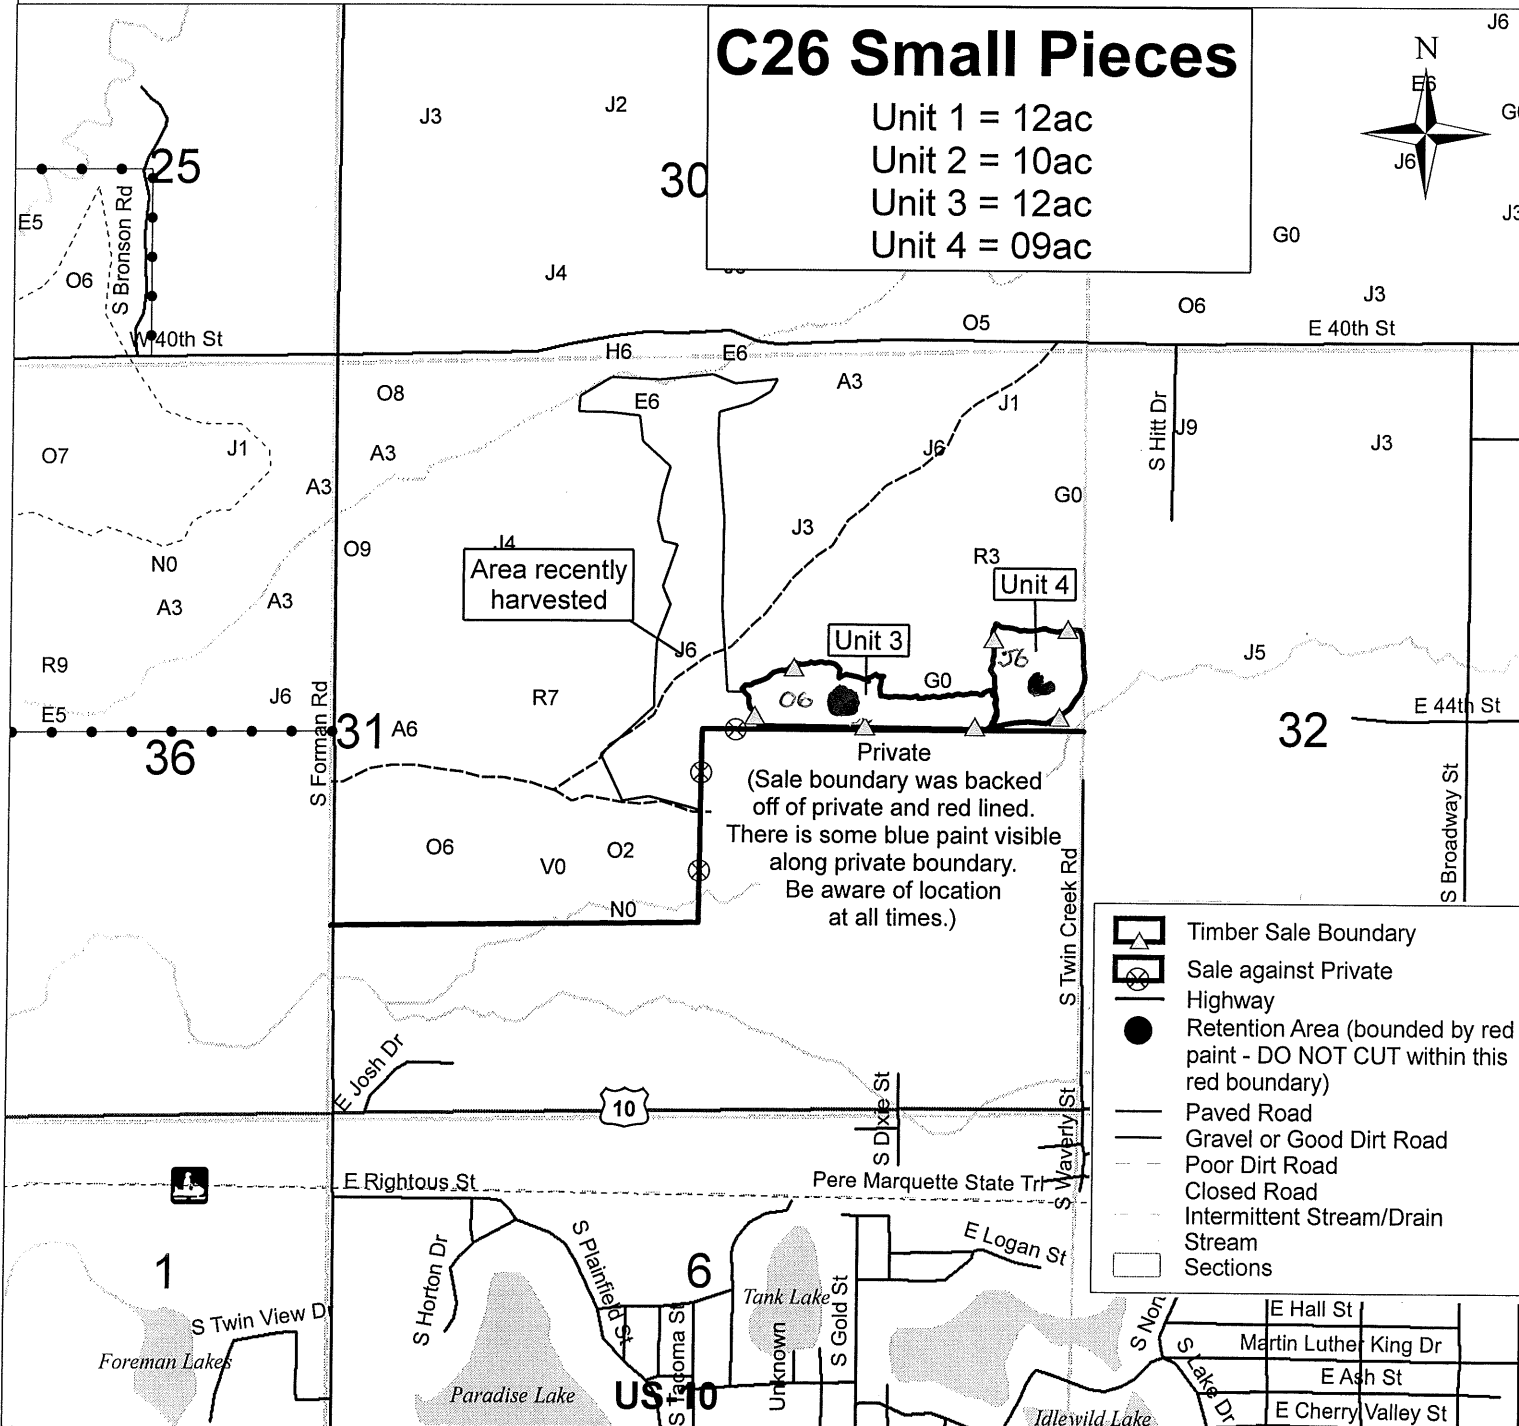 C26 Small Pieces
Unit 1 = 12ac
Unit 2 = 10ac
Unit 3 = 12ac
Unit 4 = 09ac
J6
N
E6
J6
J3
J2
J3
25
30
E5
S Bronson Rd
O6
J4
G0
O6
J3
O5
E 40th St
W 40th St
H6
E6
O8
E6
A3
J1
S Hitt Dr
J9
J3
O7
J1
A3
J6
A3
G0
J3
O9
J4
R3
N0
Area recently
harvested
Unit 4
A3
A3
Unit 3
J6
J6
J5
R9
J6
R7
O6
G0
E5
S Forman Rd
31
A6
E 44th St
36
32
Private
(Sale boundary was backed
off of private and red lined.
There is some blue paint visible
along private boundary.
Be aware of location
at all times.)
O6
V0
O2
N0
S Twin Creek Rd
S Broadway St
Timber Sale Boundary
Sale against Private
Highway
Retention Area (bounded by red
paint - DO NOT CUT within this
red boundary)
Paved Road
Gravel or Good Dirt Road
Poor Dirt Road
Closed Road
Intermittent Stream/Drain
Stream
Sections
E Josh Dr
10
S Dixie St
S Waverly St
E Rightous St
Pere Marquette State Trl
S Horton Dr
S Plainfield St
E Logan St
1
6
Tank Lake
S Gold St
S Twin View Dr
Foreman Lakes
Paradise Lake
US-10
S Tacoma St
Unknown
S Nor
S Lake Dr
E Hall St
Martin Luther King Dr
E Ash St
E Cherry Valley St
Idlewild Lake